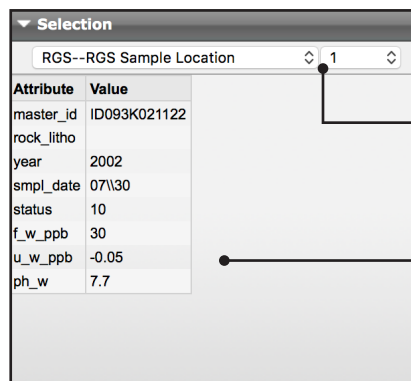 Selection
RGS--RGS Sample Location 1
Attribute Value
master_id ID093K021122
rock_litho
year 2002
smpl_date 07\\30
status 10
f_w_ppb 30
u_w_ppb -0.05
ph_w 7.7